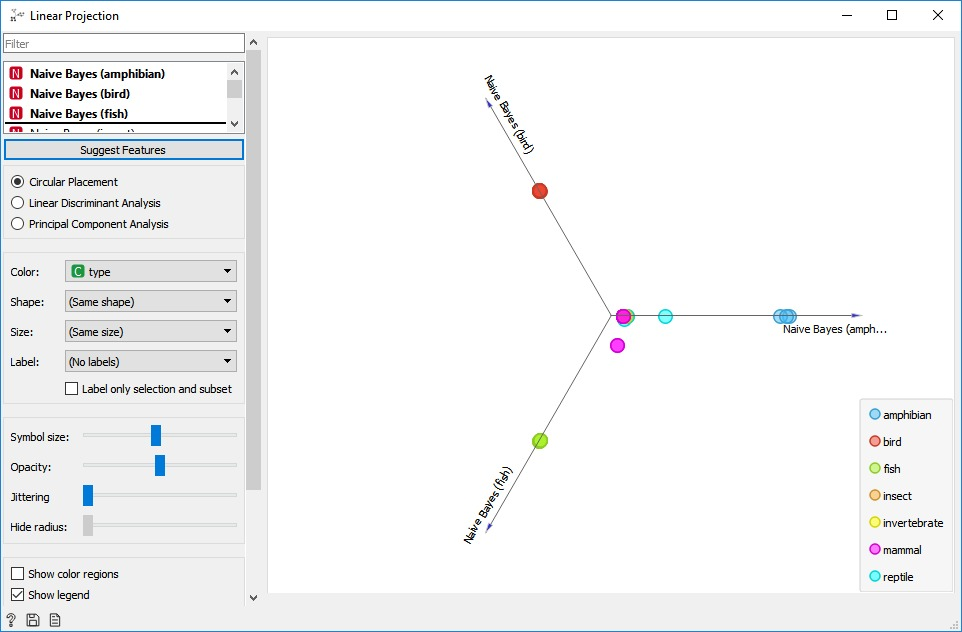 Linear Projection
Filter
N Naive Bayes (amphibian)
N Naive Bayes (bird)
N Naive Bayes (fish)
Suggest Features
Circular Placement
Linear Discriminant Analysis
Principal Component Analysis
Color: C type
Shape: (Same shape)
Size: (Same size)
Label: (No labels)
Label only selection and subset
Symbol size:
Opacity:
Jittering
Hide radius:
Show color regions
Show legend
?
Naive Bayes (bird)
Naive Bayes (amph...
Naive Bayes (fish)
amphibian
bird
fish
insect
invertebrate
mammal
reptile